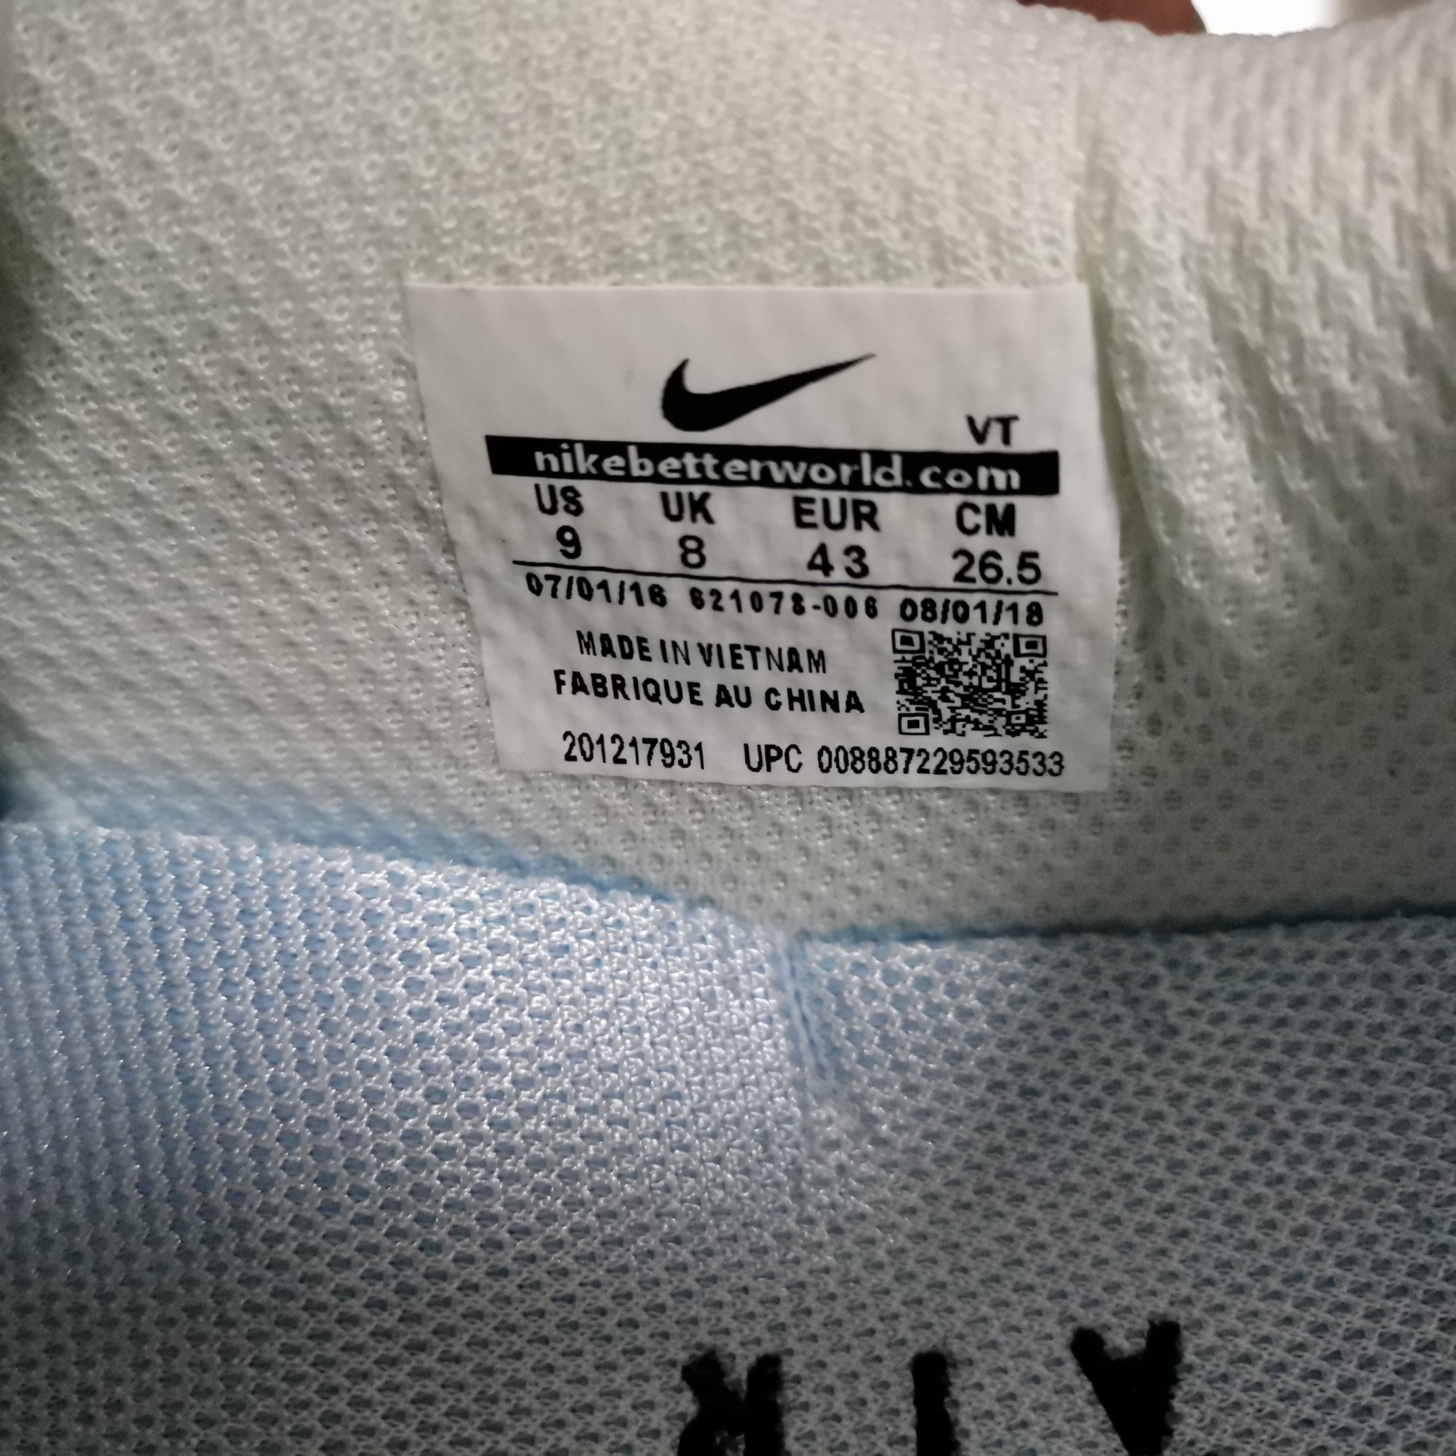 VT
nikebetterworld.com
US UK EUR CM
9 8 43 26.5
07/01/16 621078-006 08/01/18
MADE IN VIETNAM
FABRIQUE AU CHINA
201217931 UPC 008887229593533
AIR